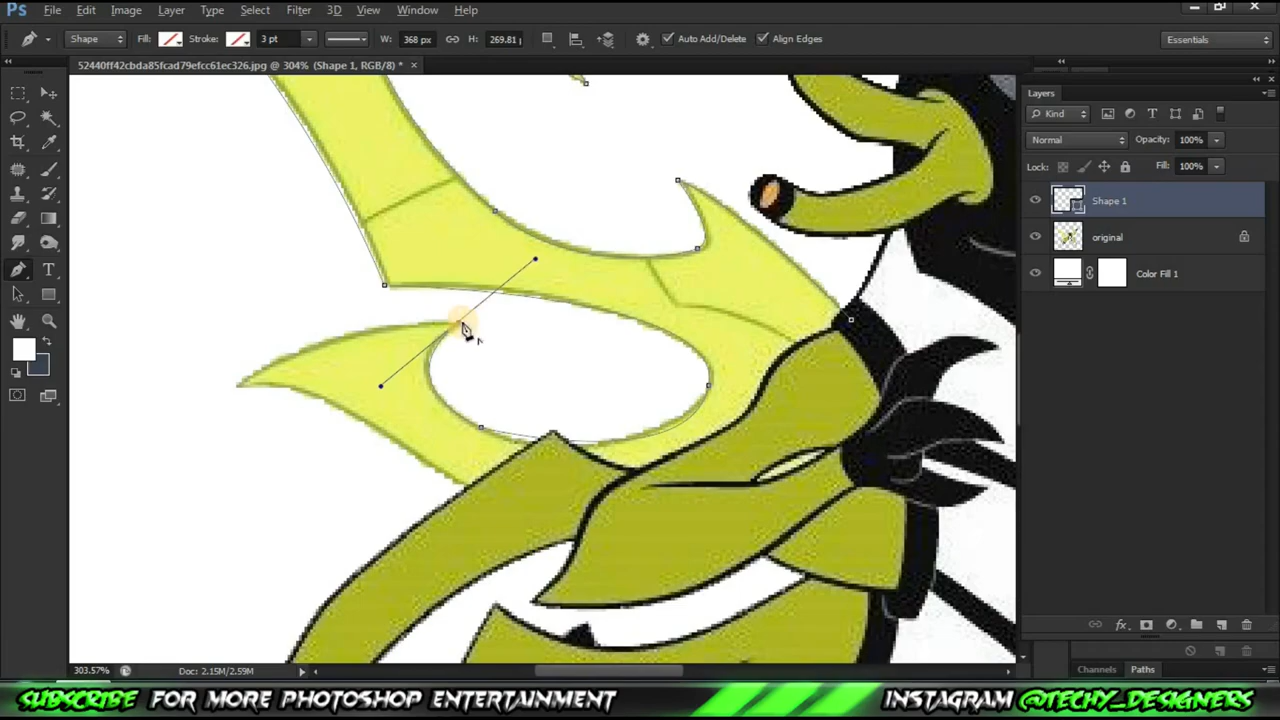 Ps File Edit Image Layer Type Select Filter 3D View Window Help
Shape Fill: Stroke: 3 pt W: 368 px H: 269.81 Auto Add/Delete Align Edges Essentials
52440ff42cbda85fcad79efcc61ec326.jpg @ 304% (Shape 1, RGB/8) * ×
Layers
Kind
Normal Opacity: 100%
Lock: Fill: 100%
Shape 1
original
Color Fill 1
303.57% Doc: 2.15M/2.59M
Channels Paths
SUBSCRIBE FOR MORE PHOTOSHOP ENTERTAINMENT INSTAGRAM @TECHY_DESIGNERS